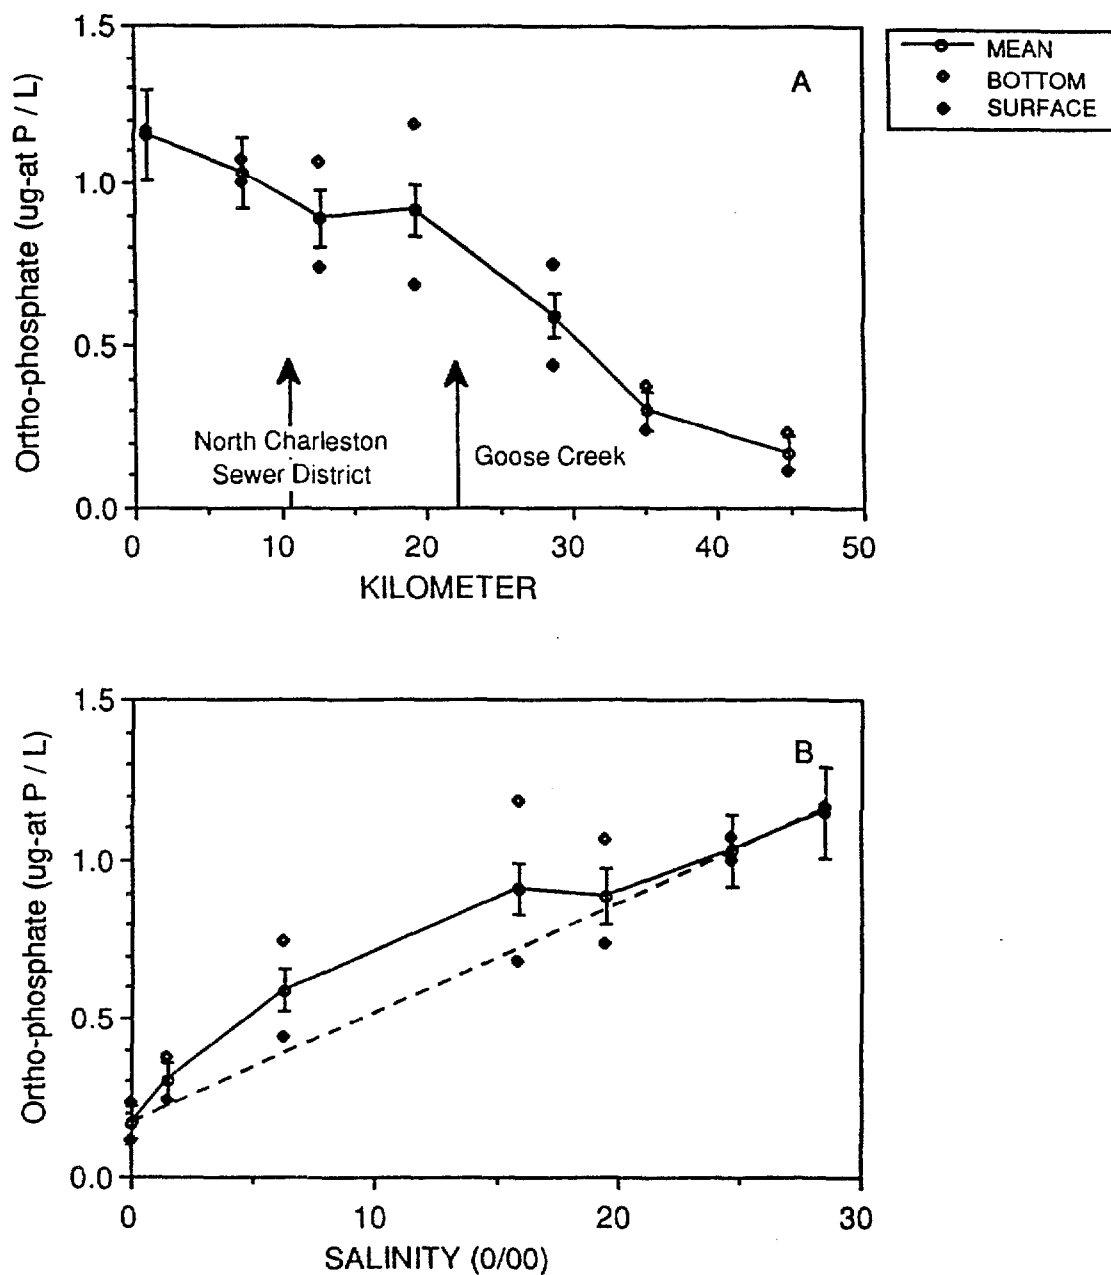 1.5
1.0
0.5
0.0
Ortho-phosphate (ug-at P / L)
A
MEAN
BOTTOM
SURFACE
North Charleston
Sewer District
Goose Creek
0 10 20 30 40 50
KILOMETER
1.5
1.0
0.5
0.0
Ortho-phosphate (ug-at P / L)
B
0 10 20 30
SALINITY (0/00)